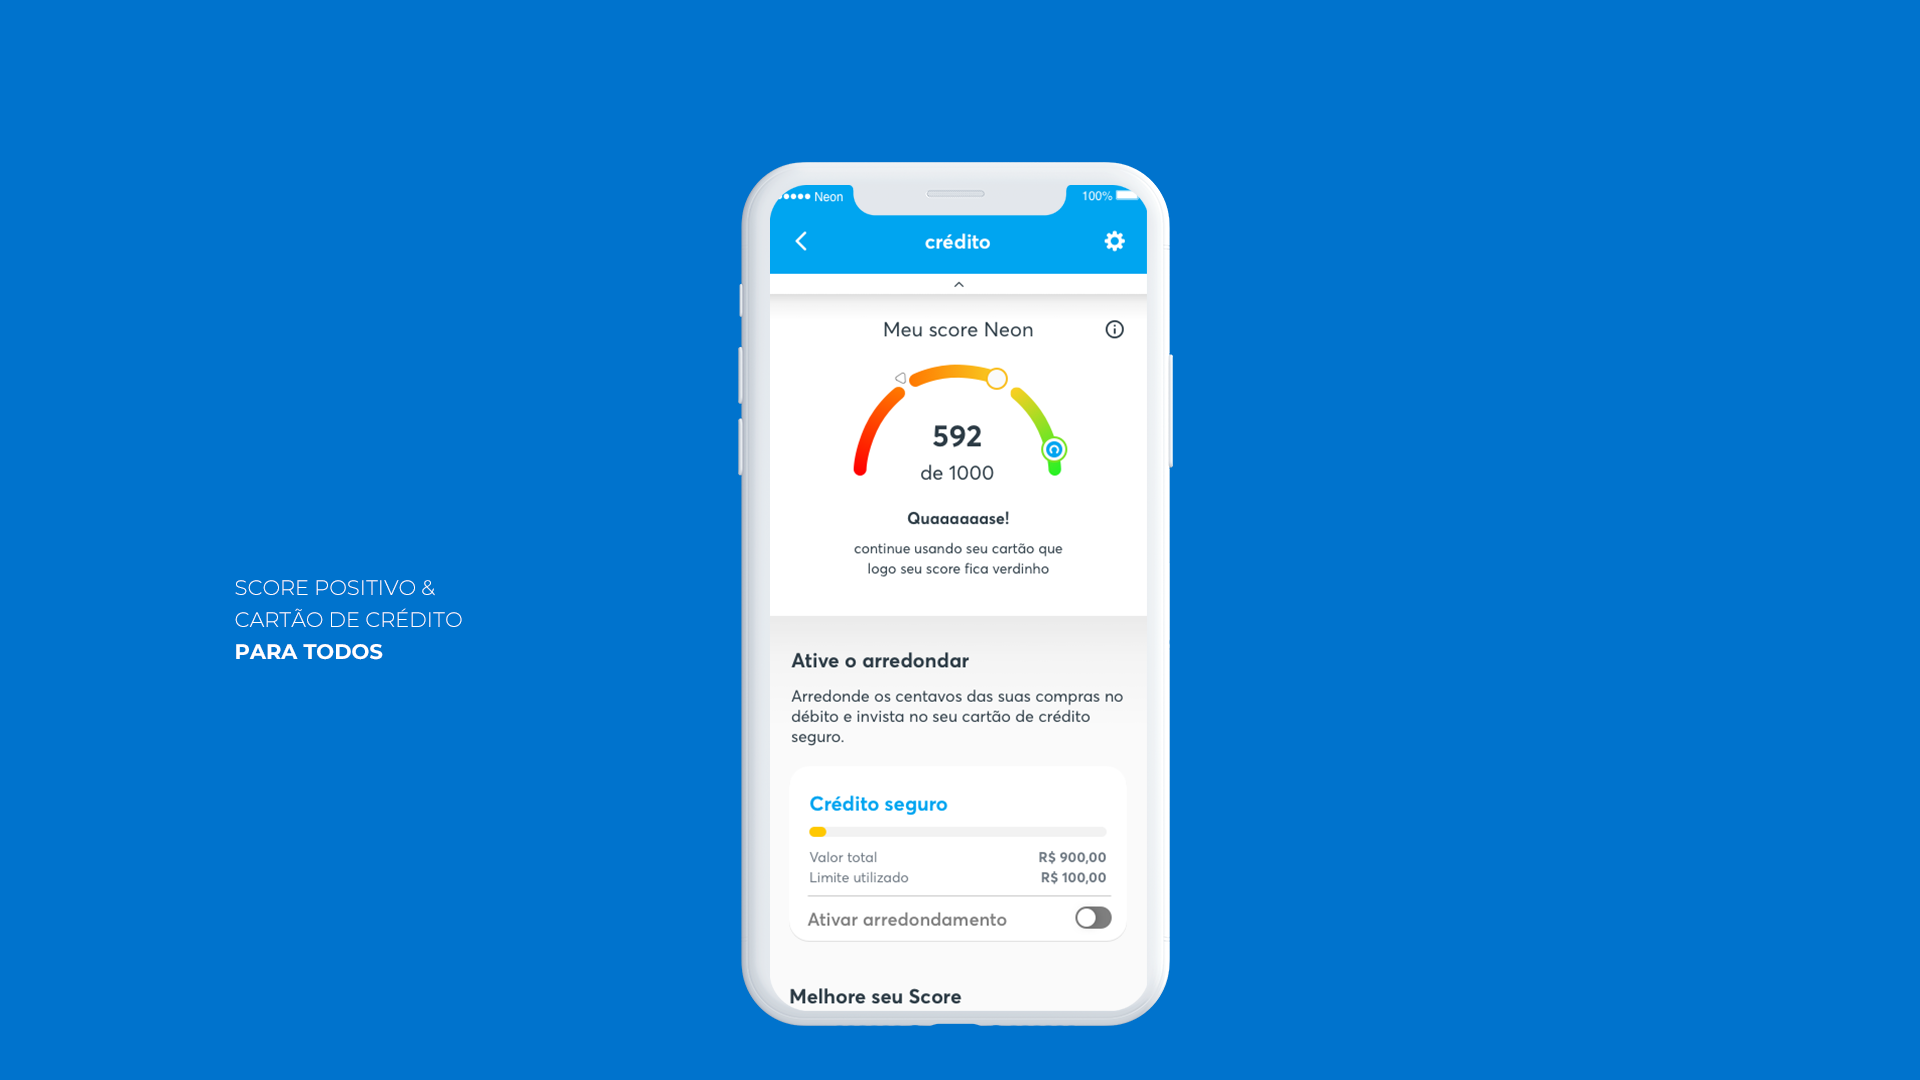 Neon
100%
crédito
Meu score Neon
592
de 1000
Quaaaaaase!
continue usando seu cartão que
logo seu score fica verdinho
SCORE POSITIVO &
CARTÃO DE CRÉDITO
PARA TODOS
Ative o arredondar
Arredonde os centavos das suas compras no
débito e invista no seu cartão de crédito
seguro.
Crédito seguro
Valor total R$ 900,00
Limite utilizado R$ 100,00
Ativar arredondamento
Melhore seu Score